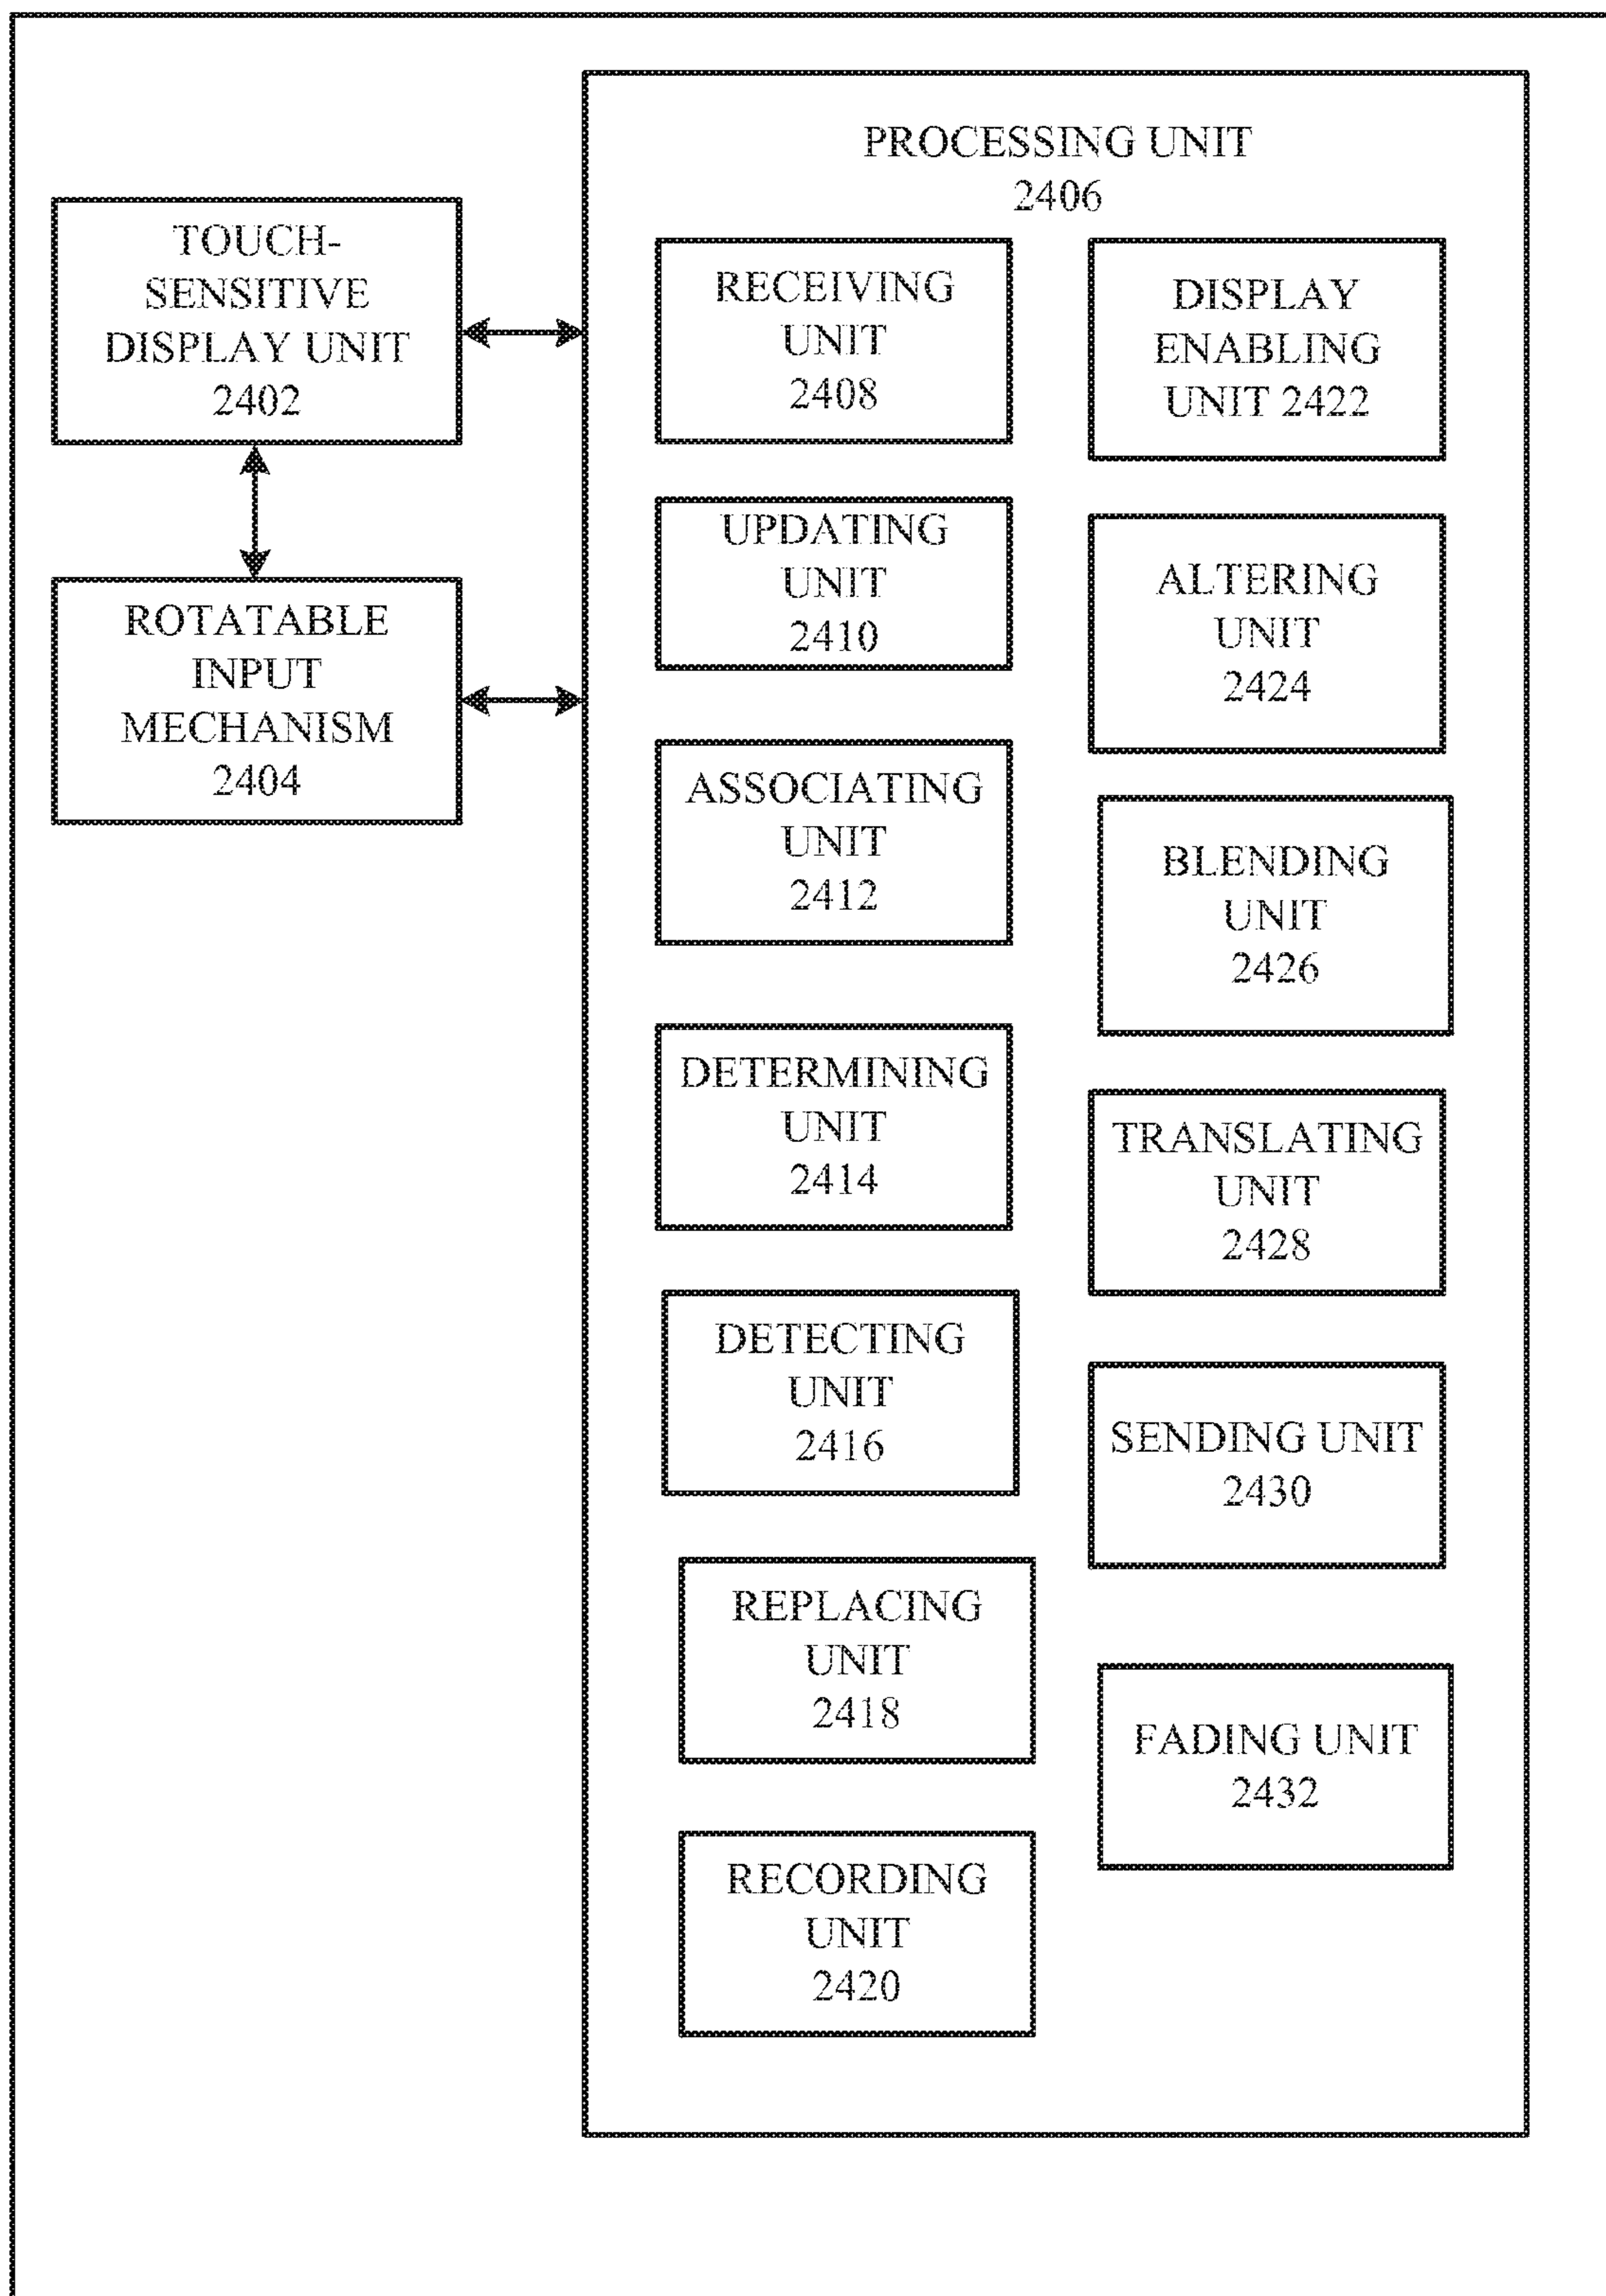 PROCESSING UNIT
2406
TOUCH-
SENSITIVE
DISPLAY UNIT
2402
ROTATABLE
INPUT
MECHANISM
2404
RECEIVING
UNIT
2408
UPDATING
UNIT
2410
ASSOCIATING
UNIT
2412
DETERMINING
UNIT
2414
DETECTING
UNIT
2416
REPLACING
UNIT
2418
RECORDING
UNIT
2420
DISPLAY
ENABLING
UNIT 2422
ALTERING
UNIT
2424
BLENDING
UNIT
2426
TRANSLATING
UNIT
2428
SENDING UNIT
2430
FADING UNIT
2432